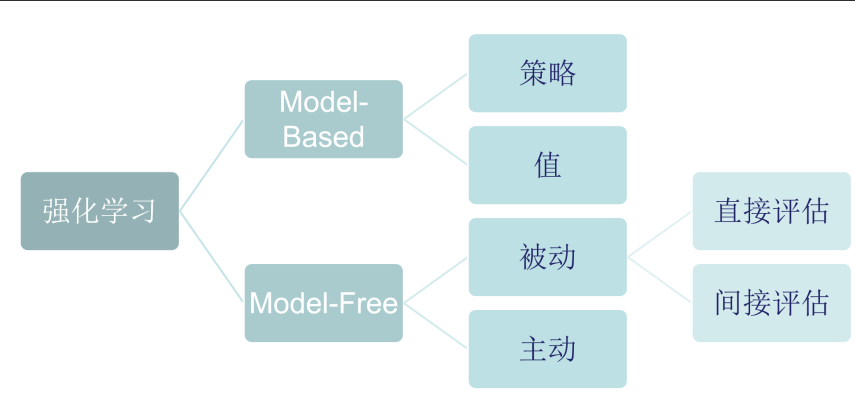 强化学习
Model-
Based
策略
值
Model-Free
被动
直接评估
间接评估
主动